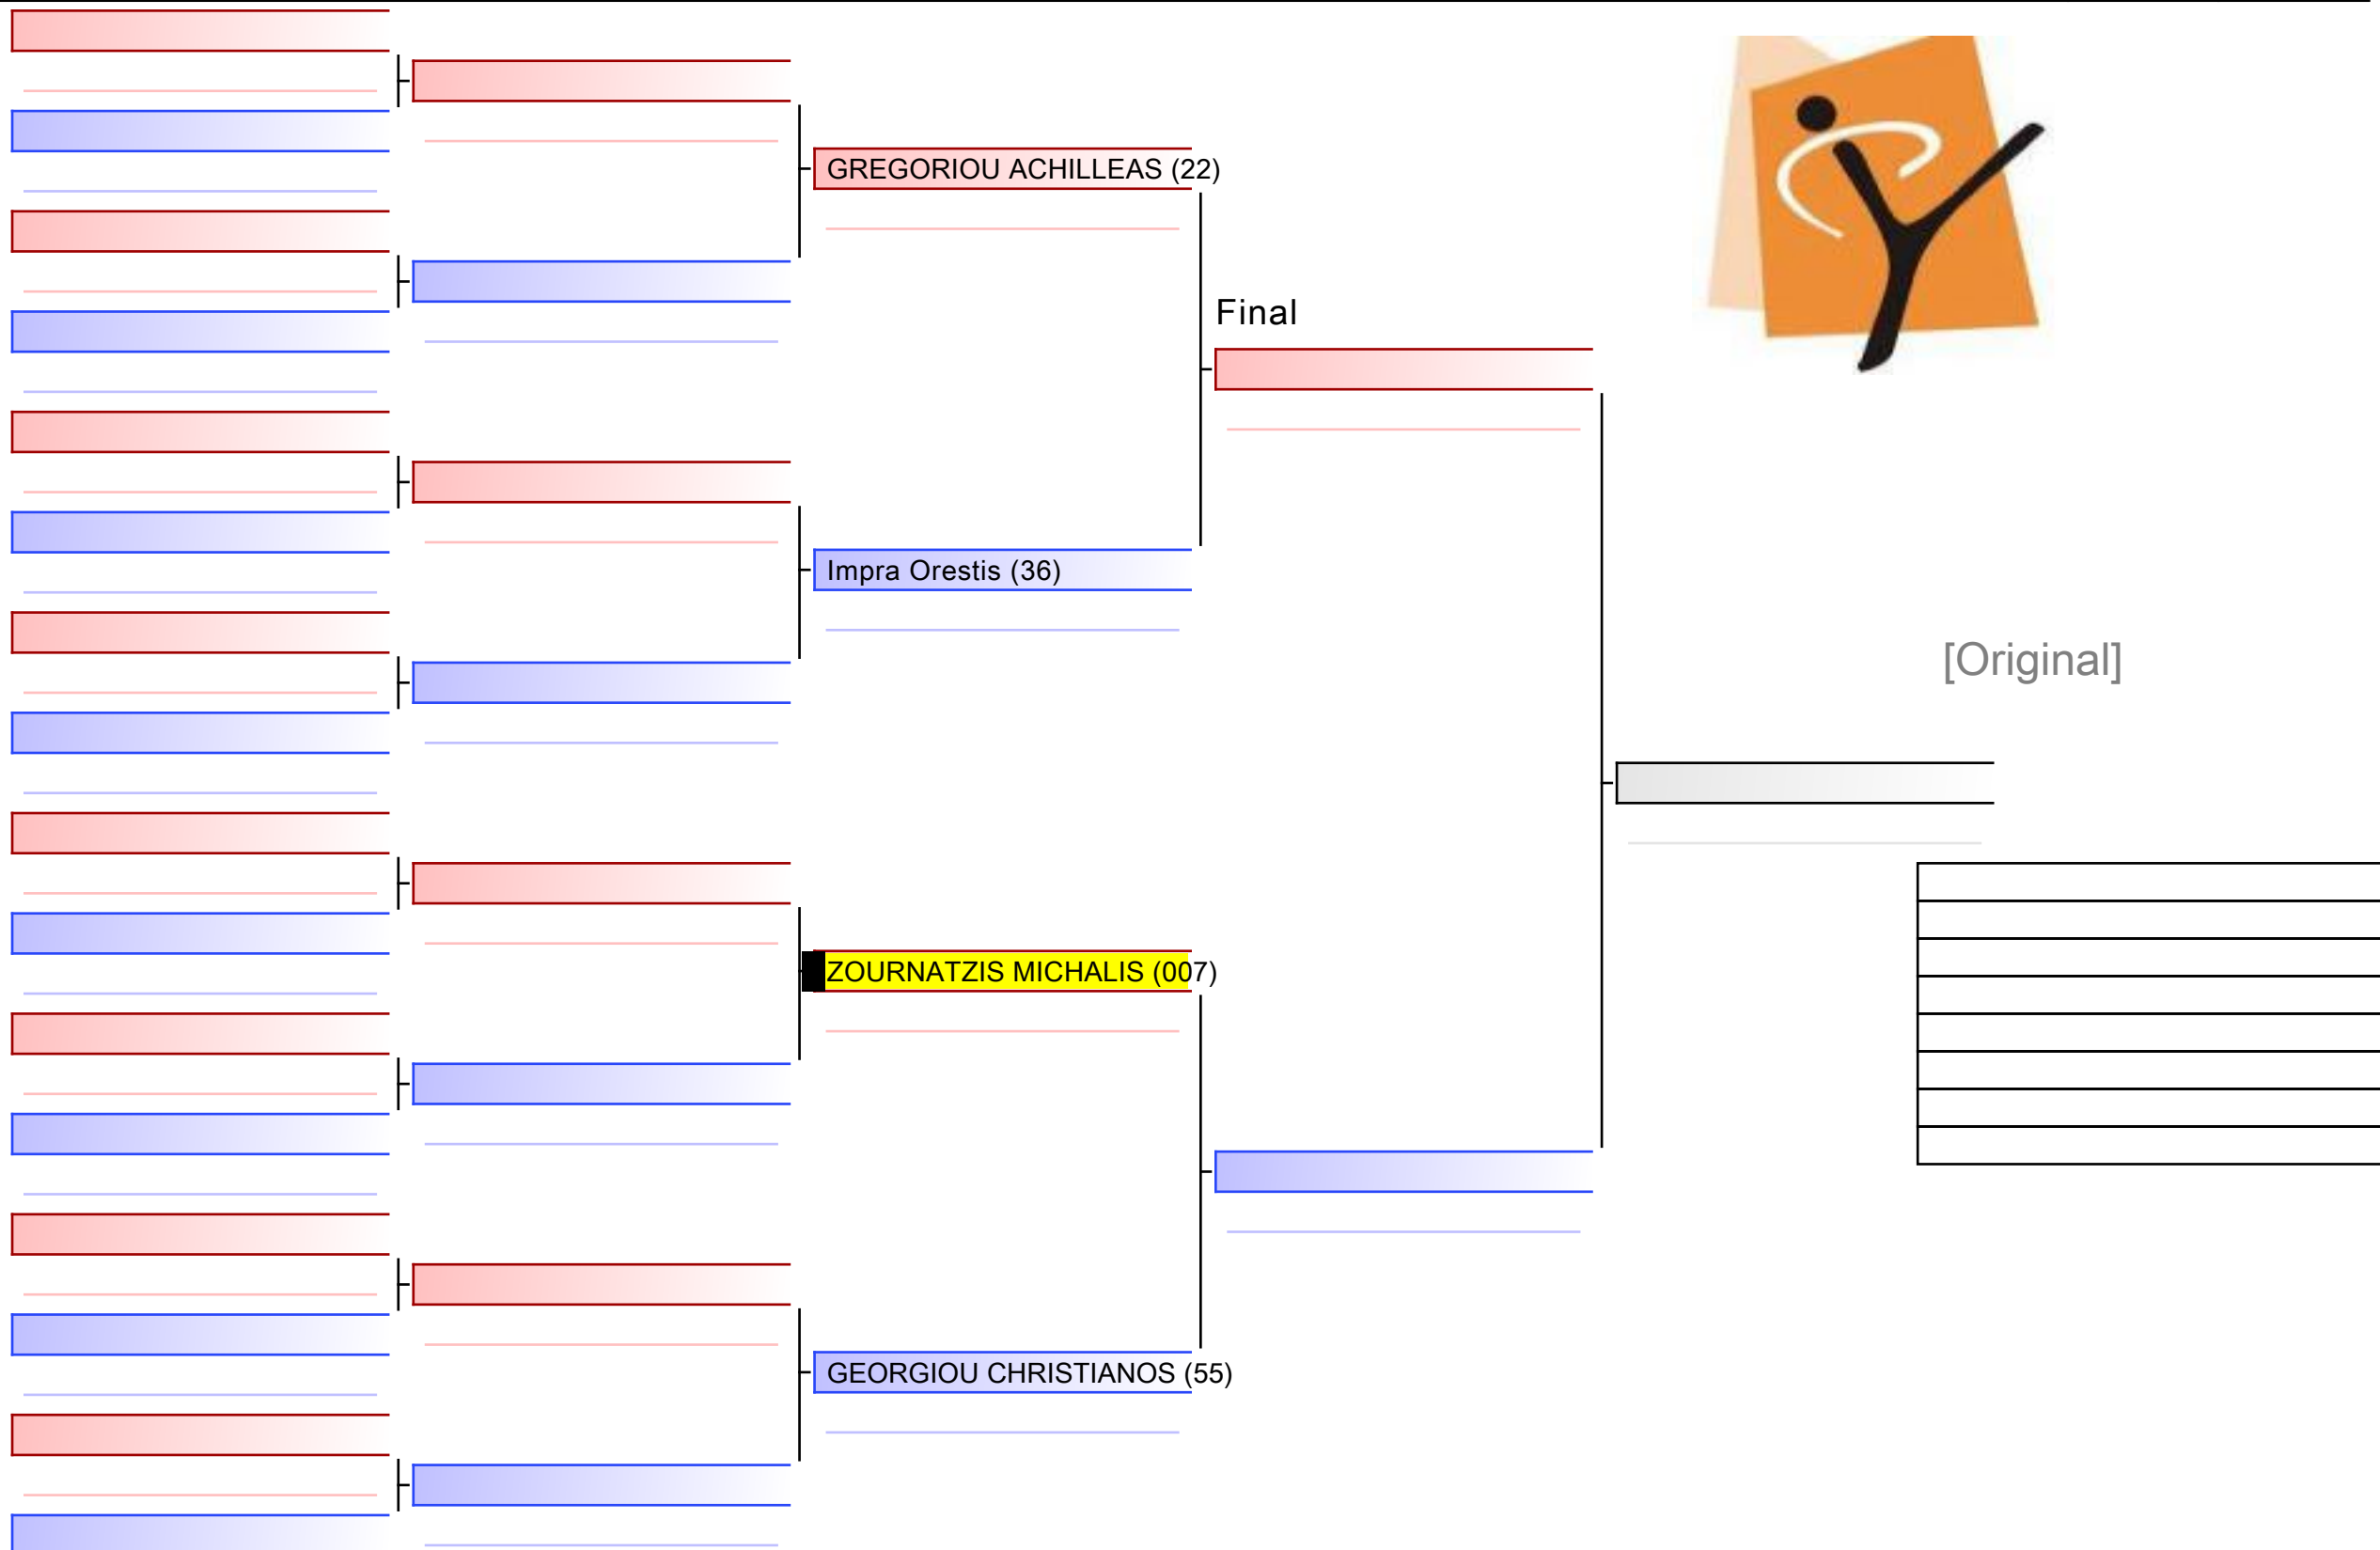 GREGORIOU ACHILLEAS (22)
Final
Impra Orestis (36)
[Original]
ZOURNATZIS MICHALIS (007)
GEORGIOU CHRISTIANOS (55)